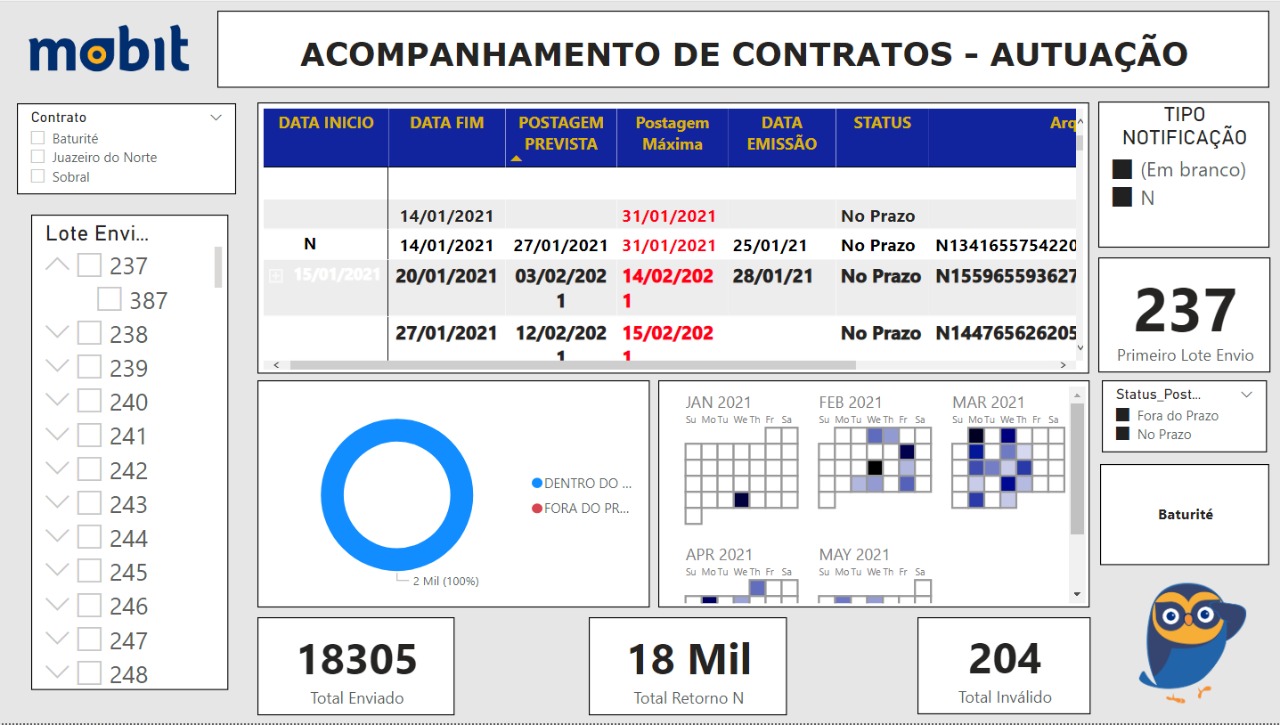 mobit
ACOMPANHAMENTO DE CONTRATOS - AUTUAÇÃO
Contrato
Baturité
Juazeiro do Norte
Sobral
Lote Envi...
237
387
238
239
240
241
242
243
244
245
246
247
248
DATA INICIO DATA FIM POSTAGEM PREVISTA Postagem Máxima DATA EMISSÃO STATUS Arq
14/01/2021 31/01/2021 No Prazo
N 14/01/2021 27/01/2021 31/01/2021 25/01/21 No Prazo N1341655754220
15/01/2021 20/01/2021 03/02/2021 14/02/2021 28/01/21 No Prazo N155965593627
27/01/2021 12/02/2021 15/02/2021 No Prazo N144765626205
TIPO
NOTIFICAÇÃO
(Em branco)
N
237
Primeiro Lote Envio
Status_Post...
Fora do Prazo
No Prazo
Baturité
DENTRO DO ...
FORA DO PR...
2 Mil (100%)
JAN 2021 FEB 2021 MAR 2021
Su Mo Tu We Th Fr Sa Su Mo Tu We Th Fr Sa Su Mo Tu We Th Fr Sa
APR 2021 MAY 2021
Su Mo Tu We Th Fr Sa Su Mo Tu We Th Fr Sa
18305
Total Enviado
18 Mil
Total Retorno N
204
Total Inválido